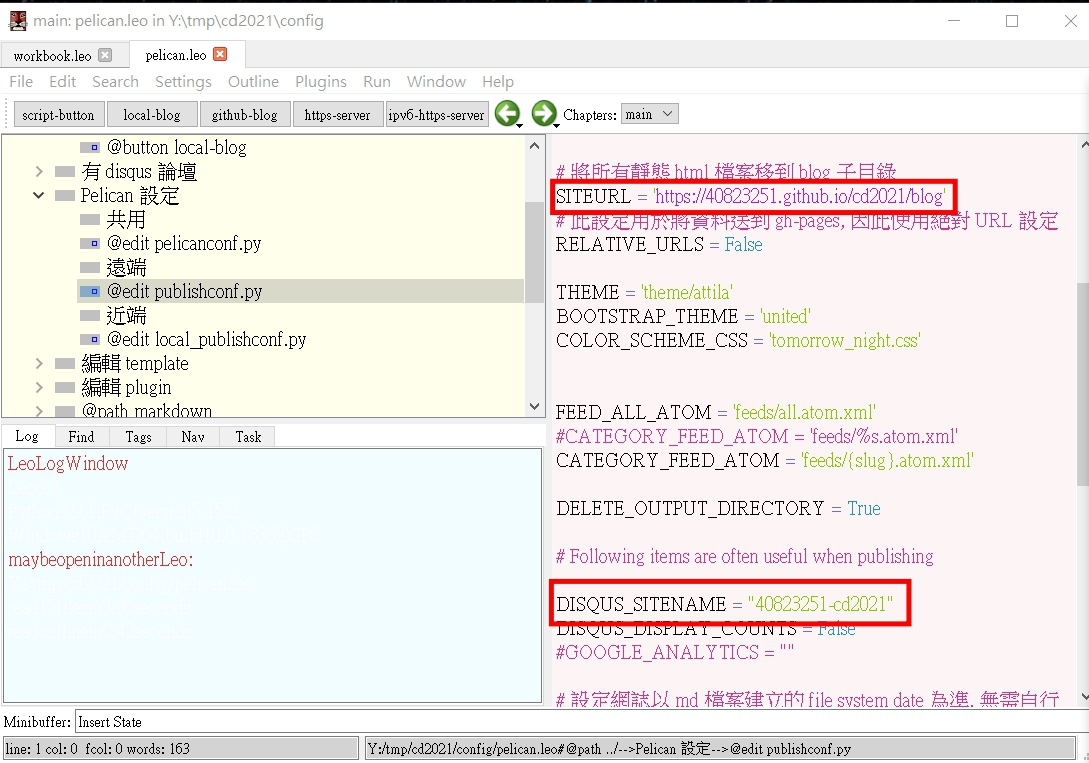 main: pelican.leo in Y:\tmp\cd2021\config
workbook.leo
pelican.leo
File Edit Search Settings Outline Plugins Run Window Help
script-button local-blog github-blog https-server ipv6-https-server Chapters: main
@button local-blog
有 disqus 論壇
Pelican 設定
共用
@edit pelicanconf.py
遠端
@edit publishconf.py
近端
@edit local_publishconf.py
編輯 template
編輯 plugin
@path markdown
Log Find Tags Nav Task
LeoLogWindow
maybeopeninanotherLeo:
# 將所有靜態 html 檔案移到 blog 子目錄
SITEURL = 'https://40823251.github.io/cd2021/blog'
# 此設定用於將資料送到 gh-pages, 因此使用絕對 URL 設定
RELATIVE_URLS = False
THEME = 'theme/attila'
BOOTSTRAP_THEME = 'united'
COLOR_SCHEME_CSS = 'tomorrow_night.css'
FEED_ALL_ATOM = 'feeds/all.atom.xml'
#CATEGORY_FEED_ATOM = 'feeds/%s.atom.xml'
CATEGORY_FEED_ATOM = 'feeds/{slug}.atom.xml'
DELETE_OUTPUT_DIRECTORY = True
# Following items are often useful when publishing
DISQUS_SITENAME = "40823251-cd2021"
DISQUS_DISPLAY_COUNTS = False
#GOOGLE_ANALYTICS = ""
# 設定網誌以 md 檔案建立的 file system date 為準, 無需自行
Minibuffer: Insert State
line: 1 col: 0 fcol: 0 words: 163
Y:/tmp/cd2021/config/pelican.leo#@path ../-->Pelican 設定-->@edit publishconf.py